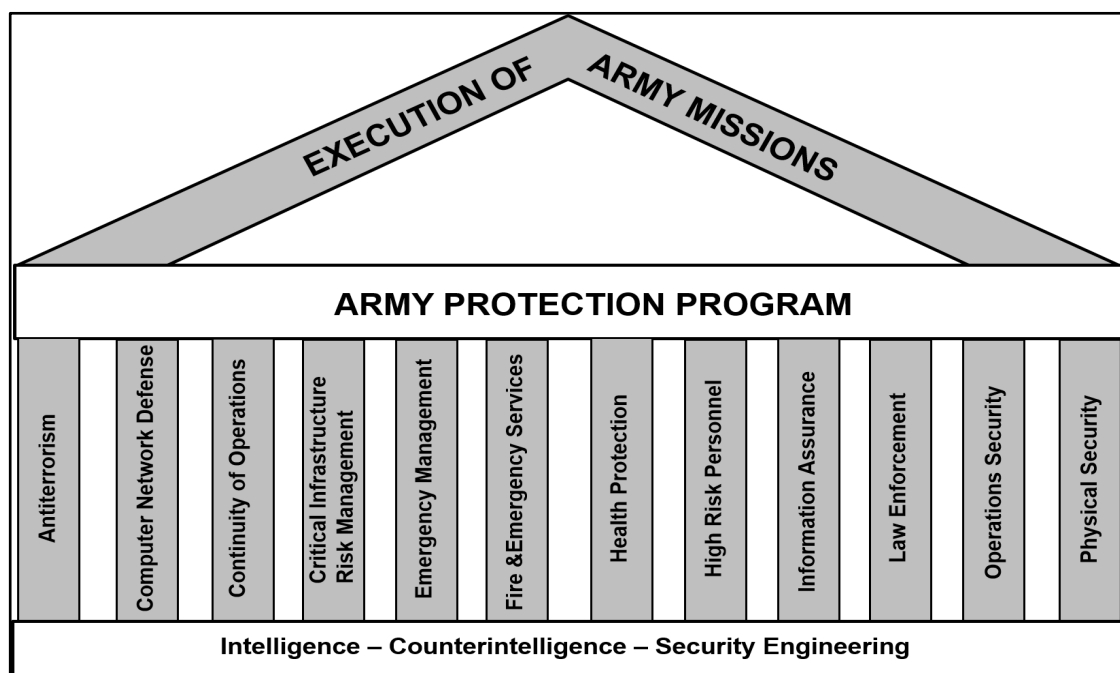 EXECUTION OF
ARMY MISSIONS
ARMY PROTECTION PROGRAM
Antiterrorism
Computer Network Defense
Continuity of Operations
Critical Infrastructure
Risk Management
Emergency Management
Fire &Emergency Services
Health Protection
High Risk Personnel
Information Assurance
Law Enforcement
Operations Security
Physical Security
Intelligence – Counterintelligence – Security Engineering